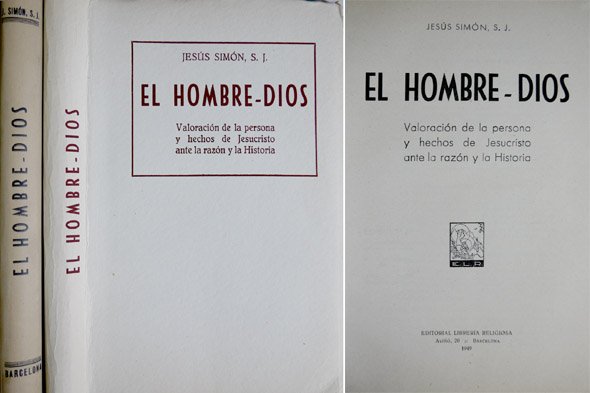 J. SIMÓN, S. J.
EL HOMBRE-DIOS
BARCELONA
EL HOMBRE-DIOS
JESÚS SIMÓN, S. J.
EL HOMBRE-DIOS
Valoración de la persona
y hechos de Jesucristo
ante la razón y la Historia
JESÚS SIMÓN, S. J.
EL HOMBRE-DIOS
Valoración de la persona
y hechos de Jesucristo
ante la razón y la Historia
E.L.R.
EDITORIAL LIBRERIA RELIGIOSA
20 BARCELONA
1949